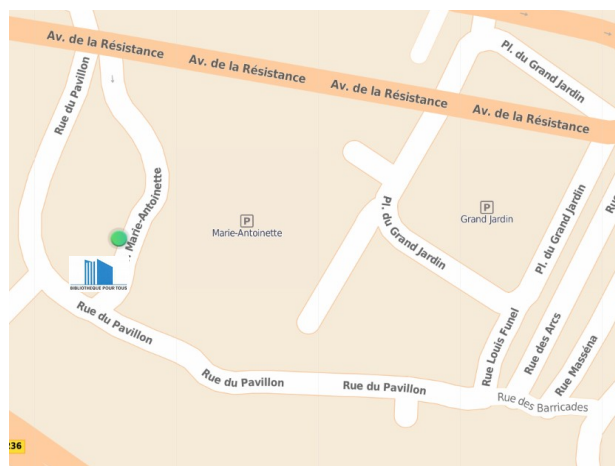 Av. de la Résistance
Av. de la Résistance
Av. de la Résistance
Av. de la Résistance
Pl. du Grand Jardin
Rue du Pavillon
Marie-Antoinette
P
Marie-Antoinette
P
Grand Jardin
Pl. du Grand Jardin
Pl. du Grand Jardin
BIBLIOTHEQUE POUR TOUS
Rue du Pavillon
Rue du Pavillon
Rue du Pavillon
Rue Louis Funel
Rue des Arcs
Rue Masséna
Rue des Barricades
236